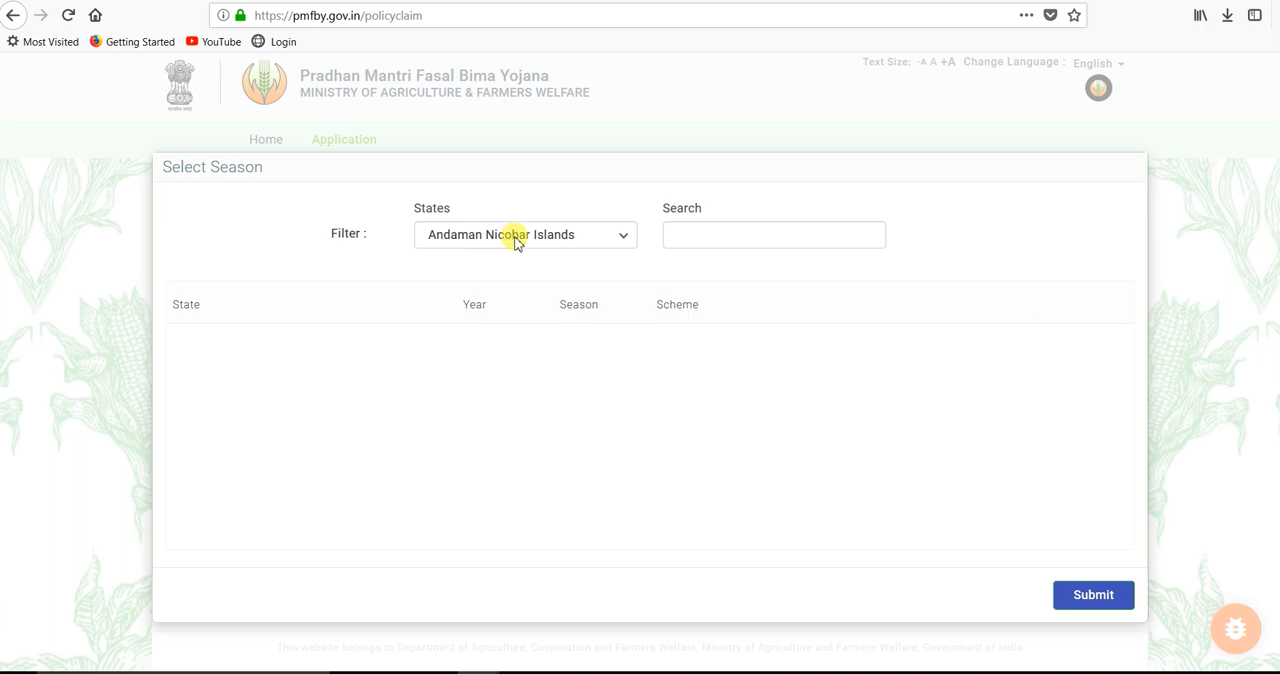 https://pmfby.gov.in/policyclaim
Most Visited Getting Started YouTube Login
Pradhan Mantri Fasal Bima Yojana
MINISTRY OF AGRICULTURE & FARMERS WELFARE
Text Size: -A A +A Change Language : English
Home Application
Select Season
States Search
Filter : Andaman Nicobar Islands
State Year Season Scheme
Submit
This website belongs to Department of Agriculture, Cooperation and Farmers Welfare, Ministry of Agriculture and Farmers Welfare, Government of India